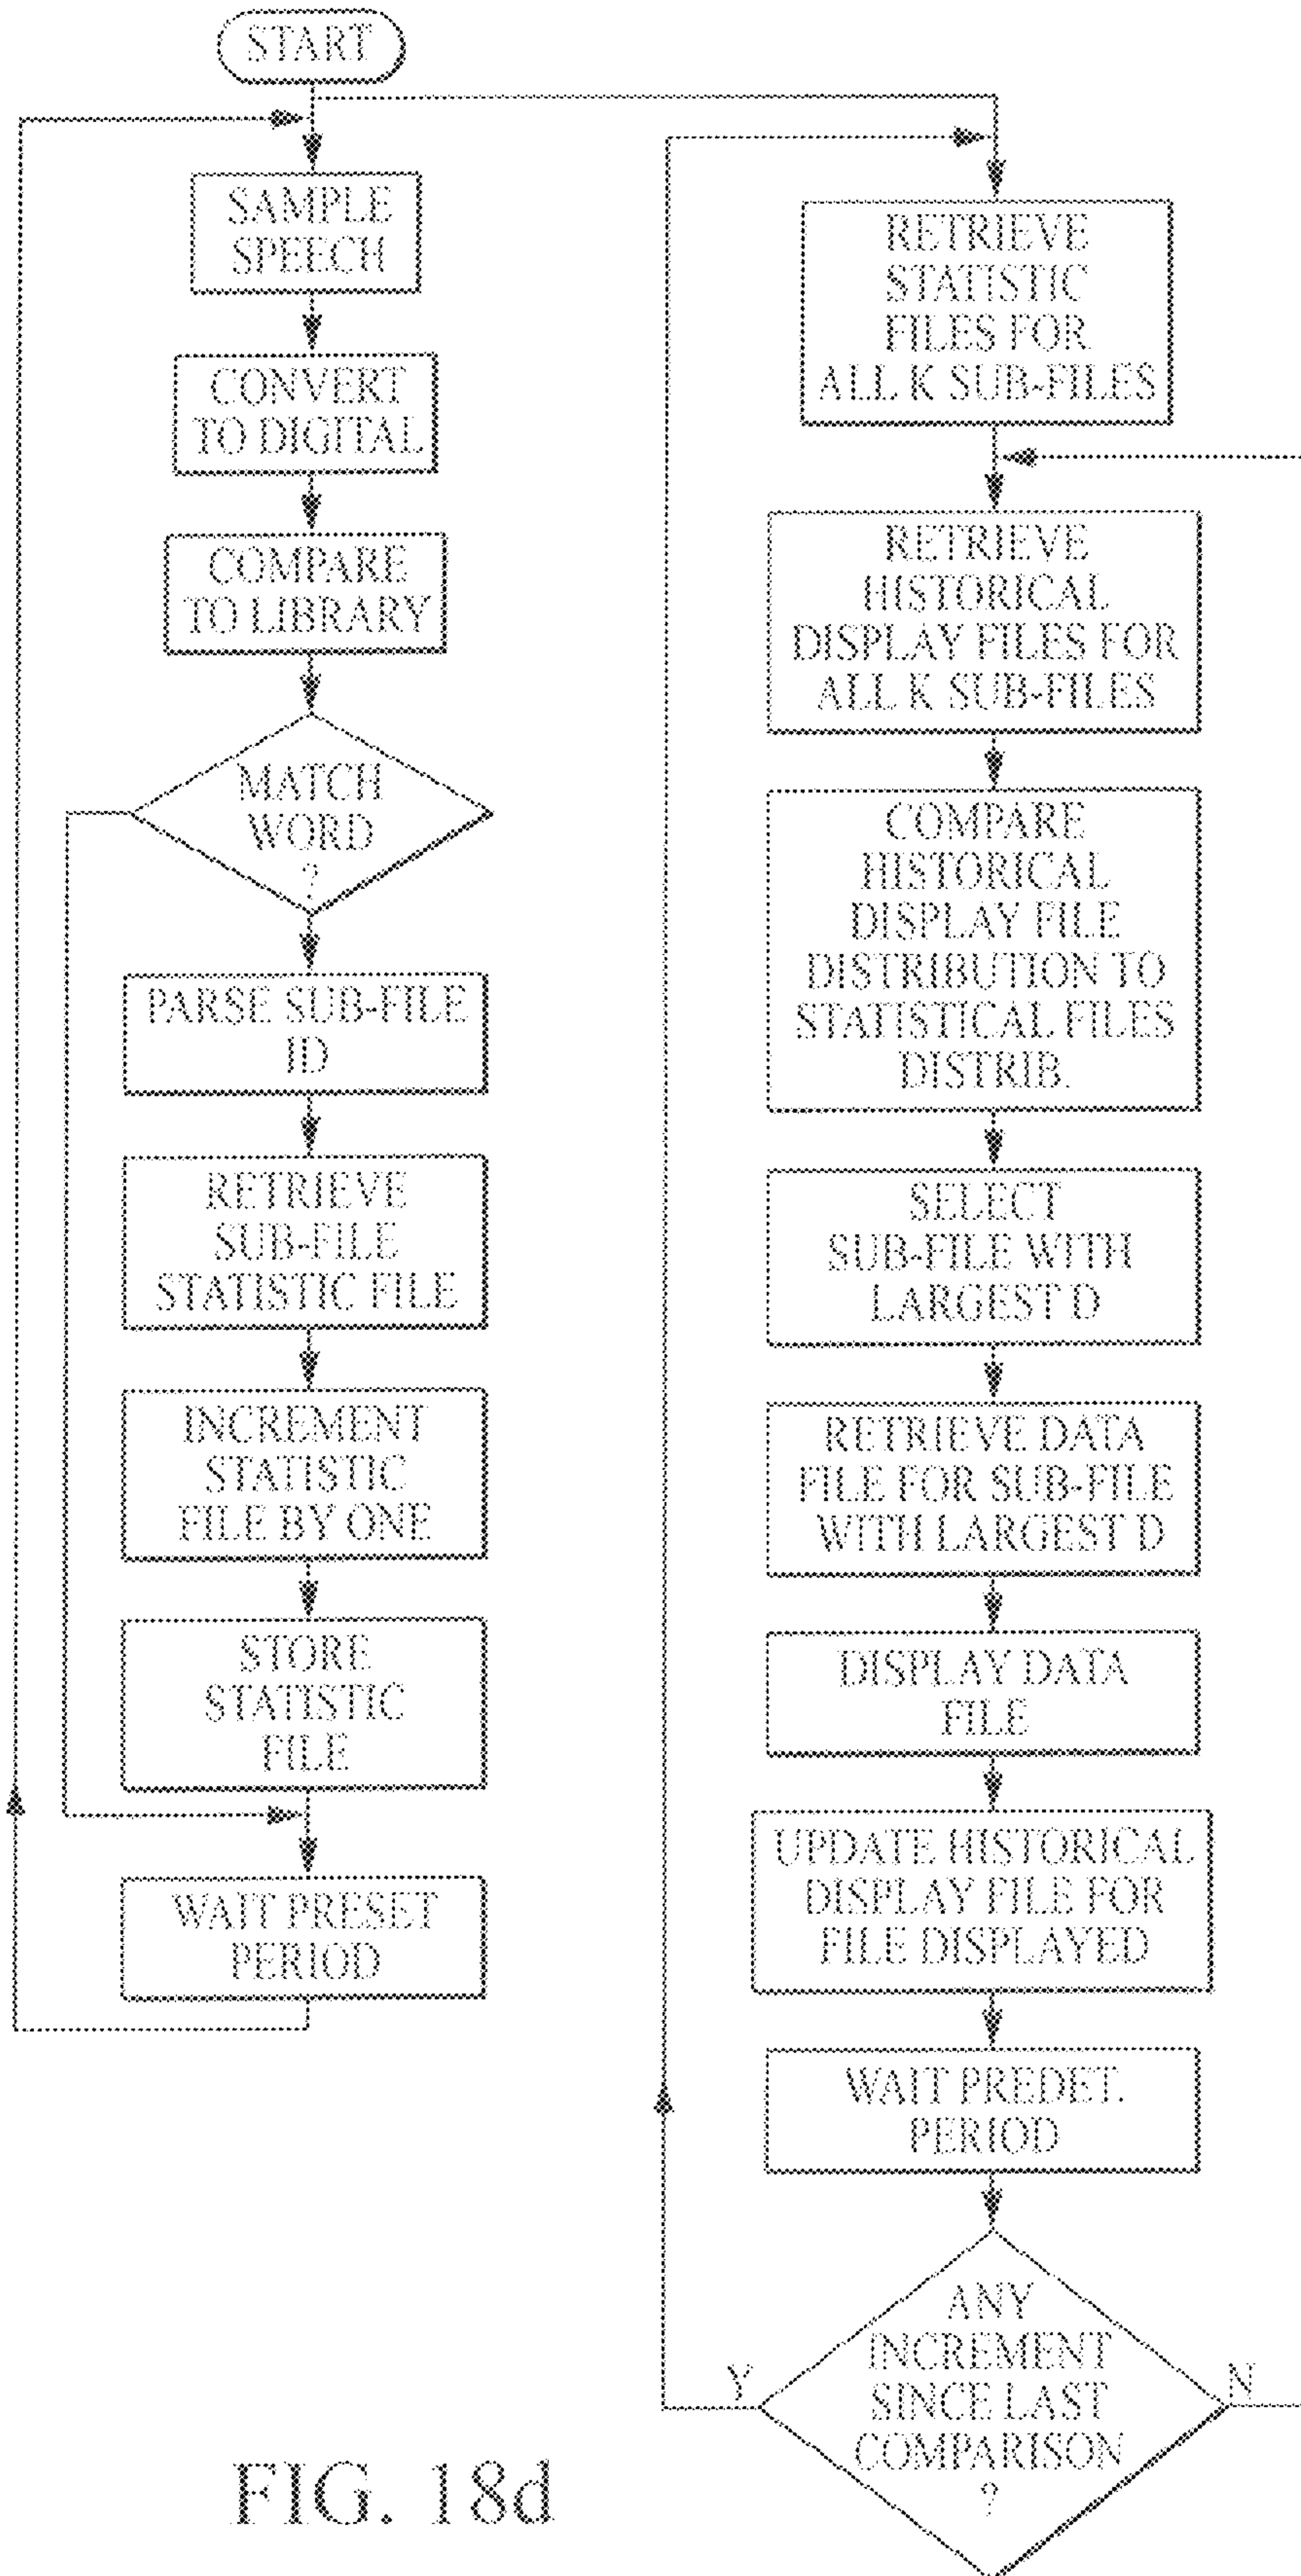 START
SAMPLE
SPEECH
CONVERT
TO DIGITAL
COMPARE
TO LIBRARY
MATCH
WORD
?
PARSE SUB-FILE
ID
RETRIEVE
SUB-FILE
STATISTIC FILE
INCREMENT
STATISTIC
FILE BY ONE
STORE
STATISTIC
FILE
WAIT PRESET
PERIOD
RETRIEVE
STATISTIC
FILES FOR
ALL K SUB-FILES
RETRIEVE
HISTORICAL
DISPLAY FILES FOR
ALL K SUB-FILES
COMPARE
HISTORICAL
DISPLAY FILE
DISTRIBUTION TO
STATISTICAL FILES
DISTRIB.
SELECT
SUB-FILE WITH
LARGEST D
RETRIEVE DATA
FILE FOR SUB-FILE
WITH LARGEST D
DISPLAY DATA
FILE
UPDATE HISTORICAL
DISPLAY FILE FOR
FILE DISPLAYED
WAIT PREDET.
PERIOD
ANY
INCREMENT
SINCE LAST
COMPARISON
?
Y
N
FIG. 18d